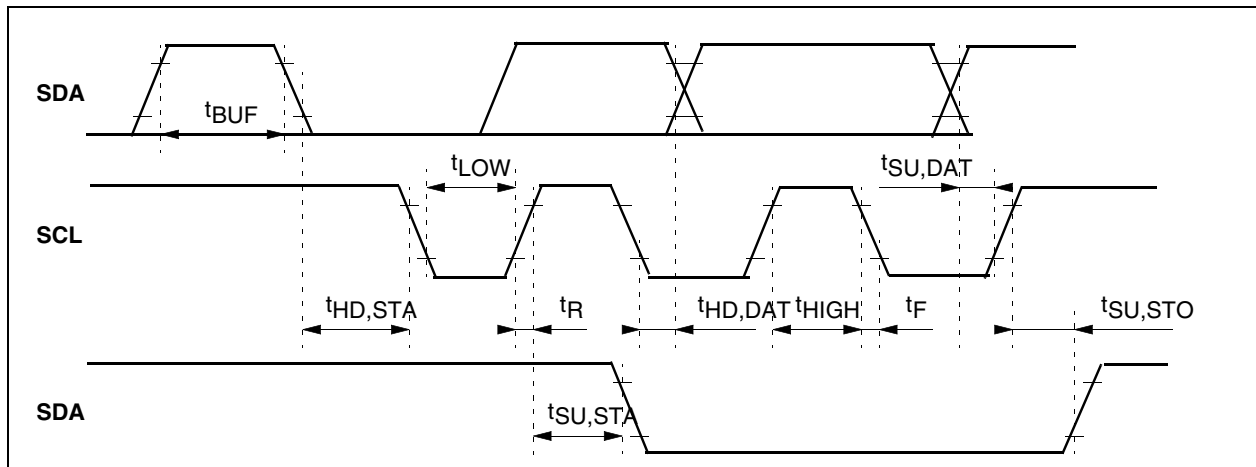 SDA
tBUF
tLOW
tSU,DAT
SCL
tHD,STA
tR
tHD,DAT
tHIGH
tF
tSU,STO
SDA
tSU,STA